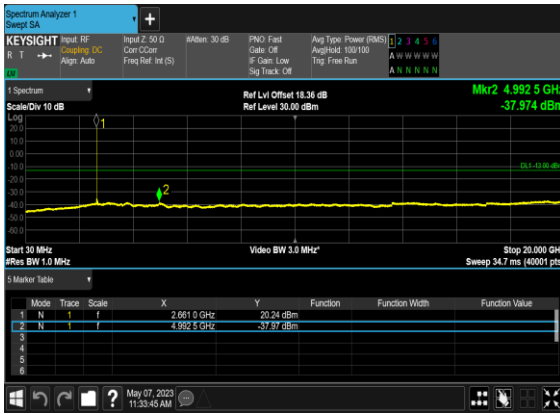 Spectrum Analyzer 1
Swept SA
+
KEYSIGHT Input: RF Input Z: 50 Ω #Atten: 30 dB PNO: Fast Avg Type: Power (RMS) 1 2 3 4 5 6
R T Coupling: DC Corr CCorr Gate: Off Avg|Hold: 100/100 A W W W W W
Align: Auto Freq Ref: Int (S) IF Gain: Low Trig: Free Run
LXI Sig Track: Off A N N N N N
1 Spectrum Ref Lvl Offset 18.36 dB Mkr2 4.992 5 GHz
Scale/Div 10 dB Ref Level 30.00 dBm -37.974 dBm
Log
1
20.0
10.0
0.00
-10.0
DL1 -13.00 dBm
-20.0
2
-30.0
-40.0
-50.0
-60.0
Start 30 MHz Video BW 3.0 MHz* Stop 20.000 GHz
#Res BW 1.0 MHz Sweep 34.7 ms (40001 pts)
5 Marker Table
Mode Trace Scale X Y Function Function Width Function Value
1 N 1 f 2.661 0 GHz 20.24 dBm
2 N 1 f 4.992 5 GHz -37.97 dBm
3
4
5
6
? May 07, 2023
11:33:45 AM